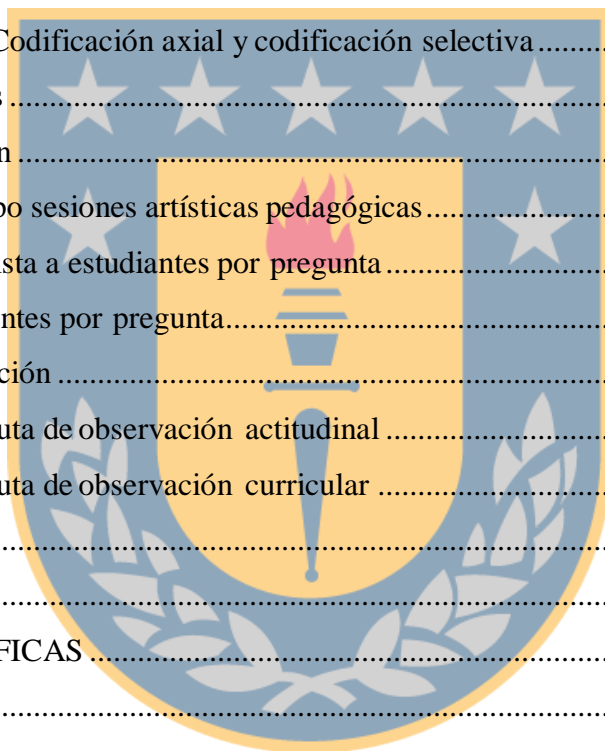 Codificación axial y codificación selectiva ..........
s ..........
n ..........
po sesiones artísticas pedagógicas ..........
ista a estudiantes por pregunta ..........
ntes por pregunta ..........
ción ..........
uta de observación actitudinal ..........
uta de observación curricular ..........
..........
..........
FICAS ..........
..........